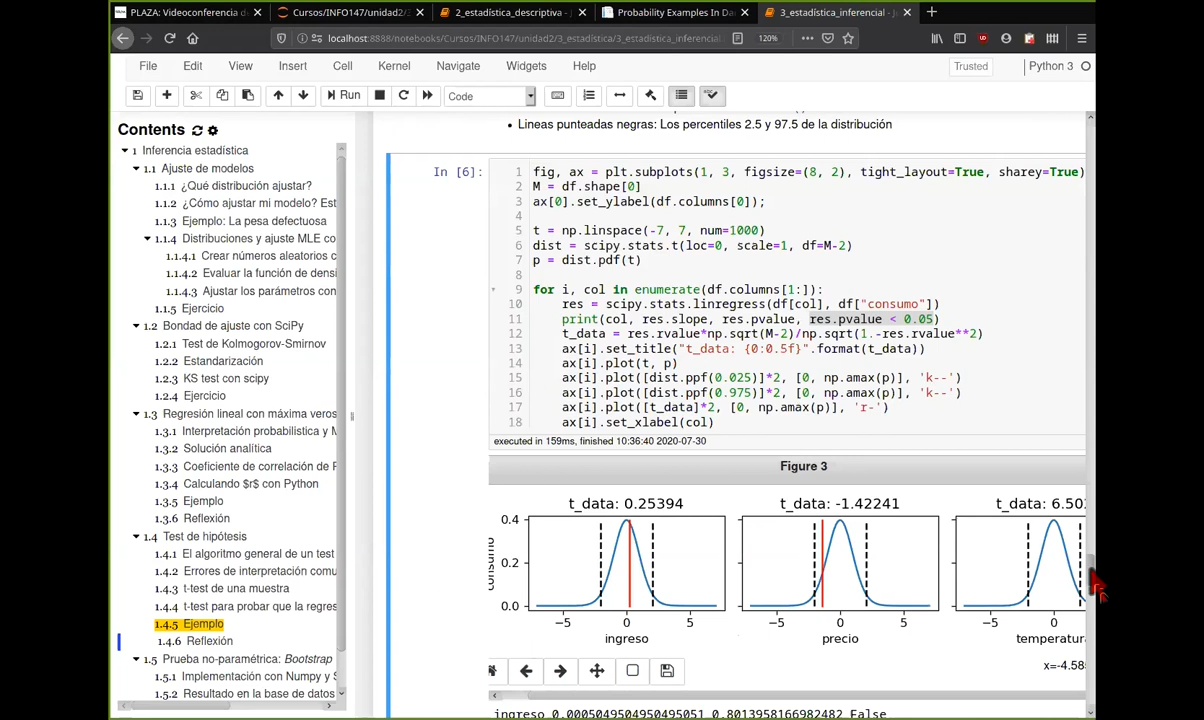 PLAZA: Videoconferencia de
Cursos/INFO147/unidad2/3_
2_estadística_descriptiva - J
Probability Examples In Da
3_estadística_inferencial - J
localhost:8888/notebooks/Cursos/INFO147/unidad2/3_estadística/3_estadística_inferencial
120%
File Edit View Insert Cell Kernel Navigate Widgets Help
Trusted
Python 3
Run
Code
Contents
1 Inferencia estadística
1.1 Ajuste de modelos
1.1.1 ¿Qué distribución ajustar?
1.1.2 ¿Cómo ajustar mi modelo? Est
1.1.3 Ejemplo: La pesa defectuosa
1.1.4 Distribuciones y ajuste MLE co
1.1.4.1 Crear números aleatorios c
1.1.4.2 Evaluar la función de densi
1.1.4.3 Ajustar los parámetros con
1.1.5 Ejercicio
1.2 Bondad de ajuste con SciPy
1.2.1 Test de Kolmogorov-Smirnov
1.2.2 Estandarización
1.2.3 KS test con scipy
1.2.4 Ejercicio
1.3 Regresión lineal con máxima veros
1.3.1 Interpretación probabilistica y M
1.3.2 Solución analítica
1.3.3 Coeficiente de correlación de P
1.3.4 Calculando $r$ con Python
1.3.5 Ejemplo
1.3.6 Reflexión
1.4 Test de hipótesis
1.4.1 El algoritmo general de un test
1.4.2 Errores de interpretación comu
1.4.3 t-test de una muestra
1.4.4 t-test para probar que la regres
1.4.5 Ejemplo
1.4.6 Reflexión
1.5 Prueba no-paramétrica: Bootstrap
1.5.1 Implementación con Numpy y S
1.5.2 Resultado en la base de datos
• Lineas punteadas negras: Los percentiles 2.5 y 97.5 de la distribución
In [6]:
1 fig, ax = plt.subplots(1, 3, figsize=(8, 2), tight_layout=True, sharey=True)
2 M = df.shape[0]
3 ax[0].set_ylabel(df.columns[0]);
4
5 t = np.linspace(-7, 7, num=1000)
6 dist = scipy.stats.t(loc=0, scale=1, df=M-2)
7 p = dist.pdf(t)
8
9 for i, col in enumerate(df.columns[1:]):
10 res = scipy.stats.linregress(df[col], df["consumo"])
11 print(col, res.slope, res.pvalue, res.pvalue < 0.05)
12 t_data = res.rvalue*np.sqrt(M-2)/np.sqrt(1.-res.rvalue**2)
13 ax[i].set_title("t_data: {0:0.5f}".format(t_data))
14 ax[i].plot(t, p)
15 ax[i].plot([dist.ppf(0.025)]*2, [0, np.amax(p)], 'k--')
16 ax[i].plot([dist.ppf(0.975)]*2, [0, np.amax(p)], 'k--')
17 ax[i].plot([t_data]*2, [0, np.amax(p)], 'r-')
18 ax[i].set_xlabel(col)
executed in 159ms, finished 10:36:40 2020-07-30
Figure 3
t_data: 0.25394 t_data: -1.42241 t_data: 6.502
0.4
0.2
0.0
consumo
−5 0 5 −5 0 5 −5 0
ingreso precio temperatura
x=-4.585
ingreso 0.0005049504950495051 0.8013958166982482 False